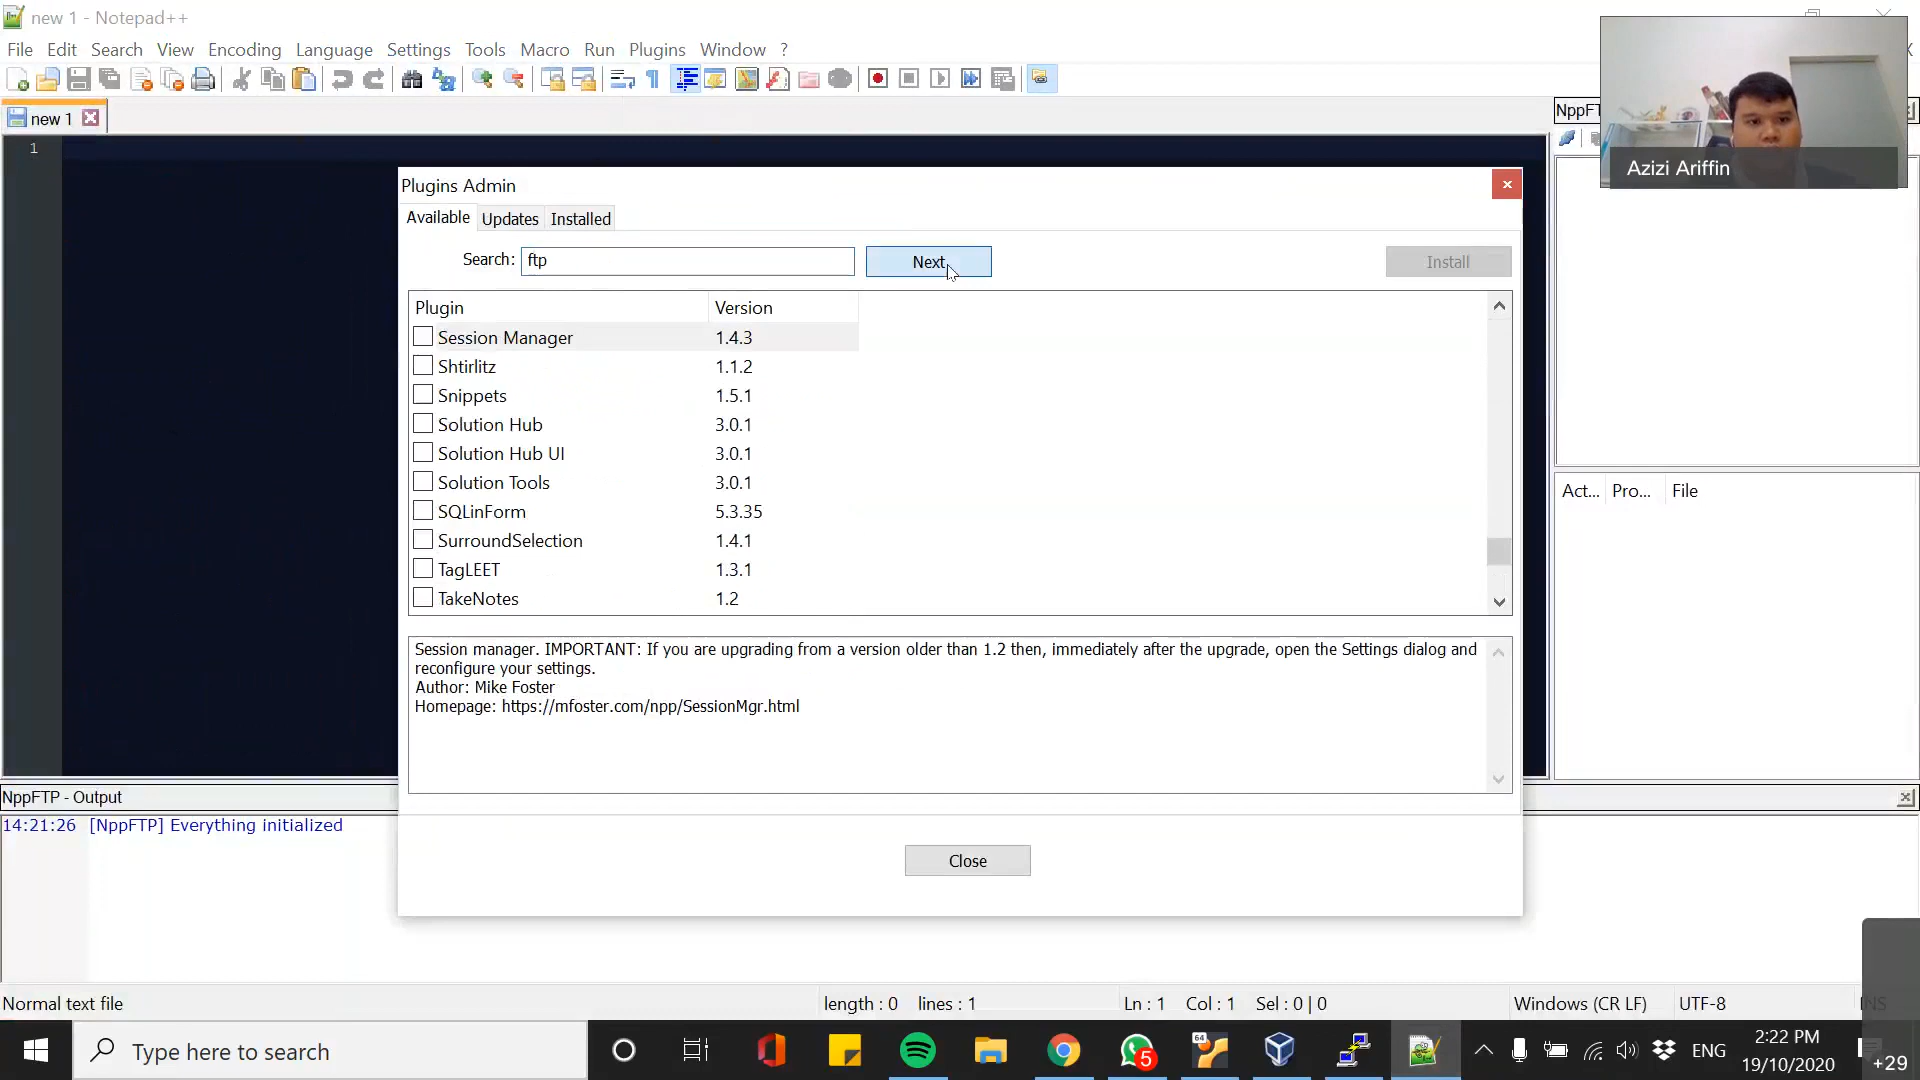 new 1 - Notepad++
File Edit Search View Encoding Language Settings Tools Macro Run Plugins Window ?
new 1
1
Azizi Ariffin
Plugins Admin
Available Updates Installed
Search: ftp Next Install
Plugin Version
Session Manager 1.4.3
Shtirlitz 1.1.2
Snippets 1.5.1
Solution Hub 3.0.1
Solution Hub UI 3.0.1
Solution Tools 3.0.1
SQLinForm 5.3.35
SurroundSelection 1.4.1
TagLEET 1.3.1
TakeNotes 1.2
Session manager. IMPORTANT: If you are upgrading from a version older than 1.2 then, immediately after the upgrade, open the Settings dialog and
reconfigure your settings.
Author: Mike Foster
Homepage: https://mfoster.com/npp/SessionMgr.html
Close
Act... Pro... File
NppFTP - Output
14:21:26 [NppFTP] Everything initialized
Normal text file length : 0 lines : 1 Ln : 1 Col : 1 Sel : 0 | 0 Windows (CR LF) UTF-8 INS
Type here to search
5
64
ENG
2:22 PM
19/10/2020
+29